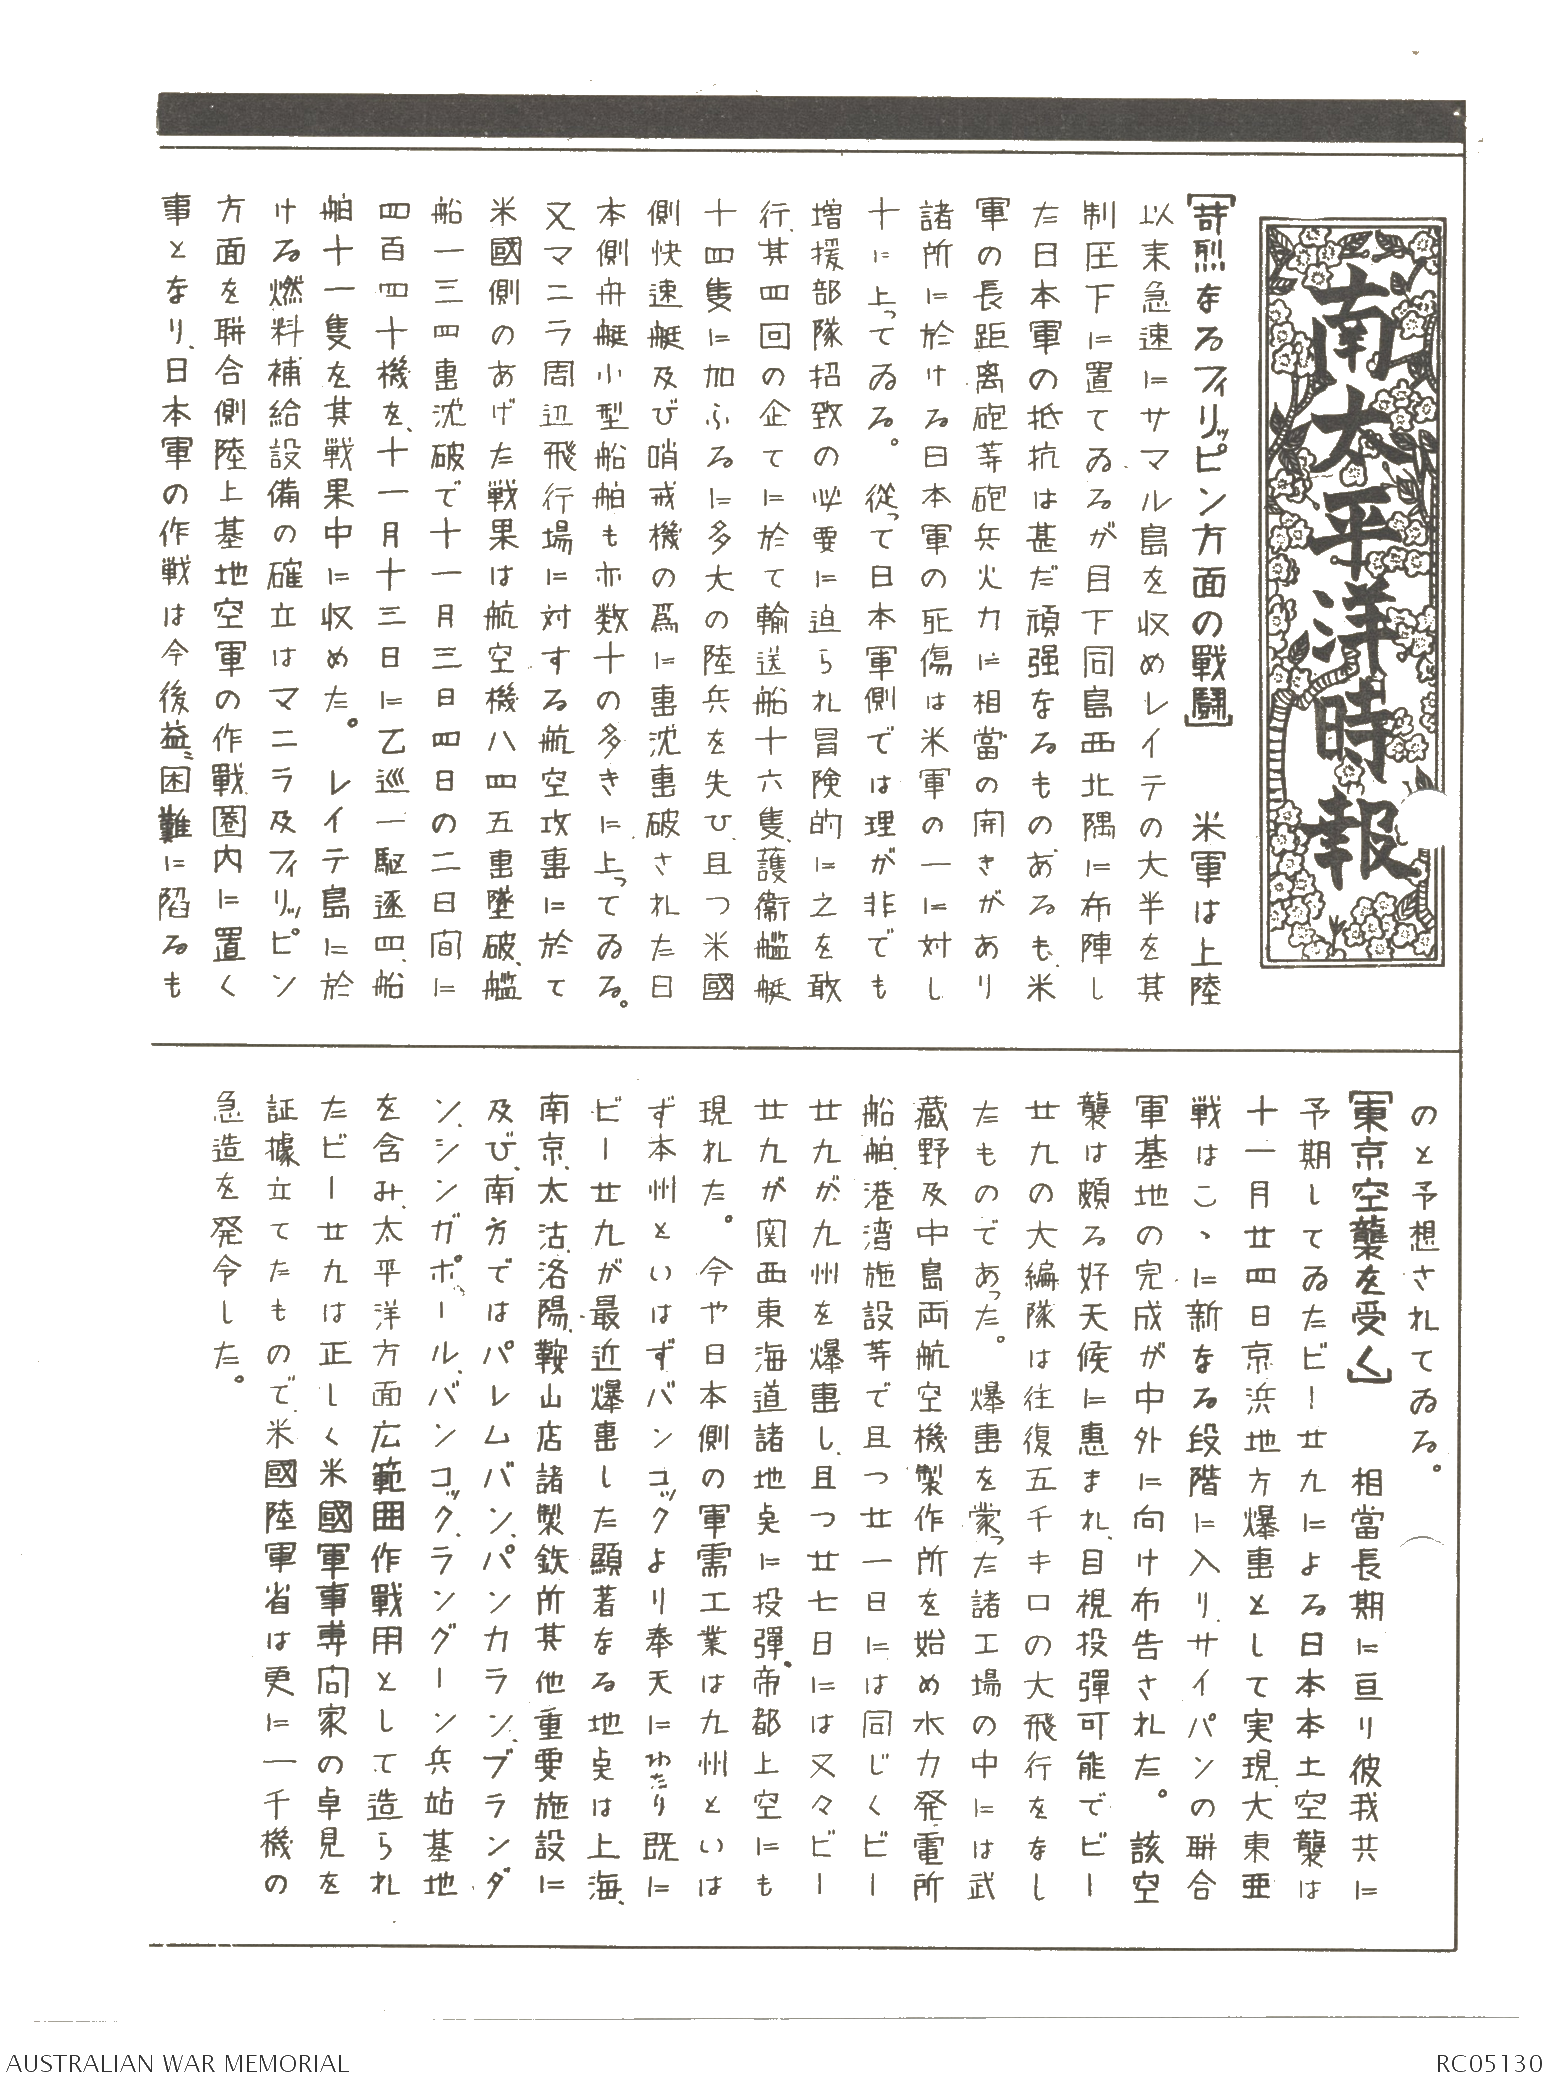 南太平洋時報
【苛烈なるフィリッピン方面の戰鬪】　米軍は上陸
以来急速にサマル島を収めレイテの大半を其
制圧下に置てゐるが目下同島西北隅に布陣し
た日本軍の抵抗は甚だ頑强なるものあるも、米
軍の長距离砲等砲兵火力に相當の開きがあり
諸所に於ける日本軍の死傷は米軍の一に対し
十に上ってゐる。従って日本軍側では理が非でも
増援部隊招致の必要に迫られ冒険的に之を敢
行、其四回の企てに於て輸送船十六隻、護衛艦艇
十四隻に加ふるに多大の陸兵を失ひ、且つ米國
側快速艇及び哨戒機の爲に撃沈撃破された日
本側舟艇小型船舶も亦数十の多きに上ってゐる。
又マニラ周辺飛行場に対する航空攻撃に於て
米國側のあげた戦果は航空機八四五撃墜破、艦
船一三四撃沈破で十一月三日四日の二日间に
四百四十機を、十一月十三日に乙巡一駆逐四、船
舶十一隻を其戦果中に収めた。レイテ島に於
ける燃料補給設備の確立はマニラ及フィリッピン
方面を聨合側陸上基地空軍の作戰圏内に置く
事となり、日本軍の作戦は今後益〻困難に陥るも
のと予想されてゐる。
【東京空襲を受く】　相當長期に亘り彼我共に
予期してゐたビー廿九による日本本土空襲は
十一月廿四日京浜地方爆撃として実現、大東亜
戦はこゝに新なる段階に入り、サイパンの聨合
軍基地の完成が中外に向け布告された。該空
襲は頗る好天候に惠まれ、目視投彈可能でビー
廿九の大編隊は往復五千キロの大飛行をなし
たものであった。爆撃を蒙った諸工場の中には武
蔵野及中島両航空機製作所を始め水力発電所
船舶、港湾施設等で且つ廿一日には同じくビー
廿九が九州を爆撃し、且つ廿七日には又々ビー
廿九が関西東海道諸地点に投彈、帝都上空にも
現れた。今や日本側の軍需工業は九州といは
ず本州といはずバンコックより奉天にわたり既に
ビー廿九が最近爆撃した顯著なる地点は上海、
南京、太沽、洛陽、鞍山店諸製鉄所其他重要施設に
及び、南方ではパレムバン、パンカラン、ブランダ
ン、シンガポール、バンコック、ラングーン兵站基地
を含み、太平洋方面広範囲作戰用として造られ
たビー廿九は正しく米國軍事専向家の卓見を
証據立てたもので、米國陸軍省は更に一千機の
急造を発令した。
AUSTRALIAN WAR MEMORIAL
RC05130